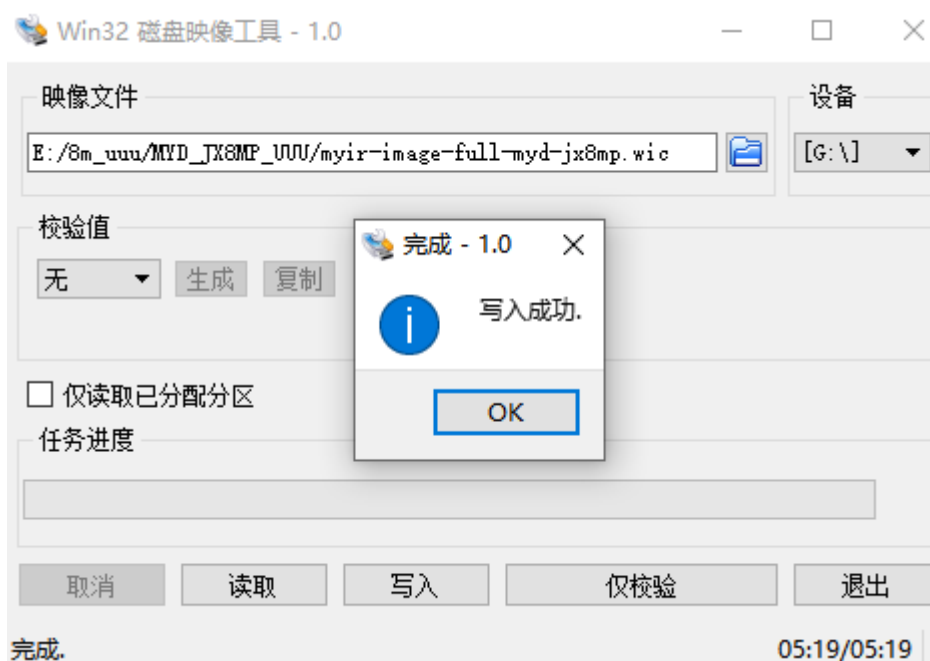 Win32 磁盘映像工具 - 1.0
映像文件
设备
E:/8m_uuu/MYD_JX8MP_UUU/myir-image-full-myd-jx8mp.wic
[G:\]
校验值
无
生成
复制
完成 - 1.0
写入成功.
OK
仅读取已分配分区
任务进度
取消
读取
写入
仅校验
退出
完成.
05:19/05:19